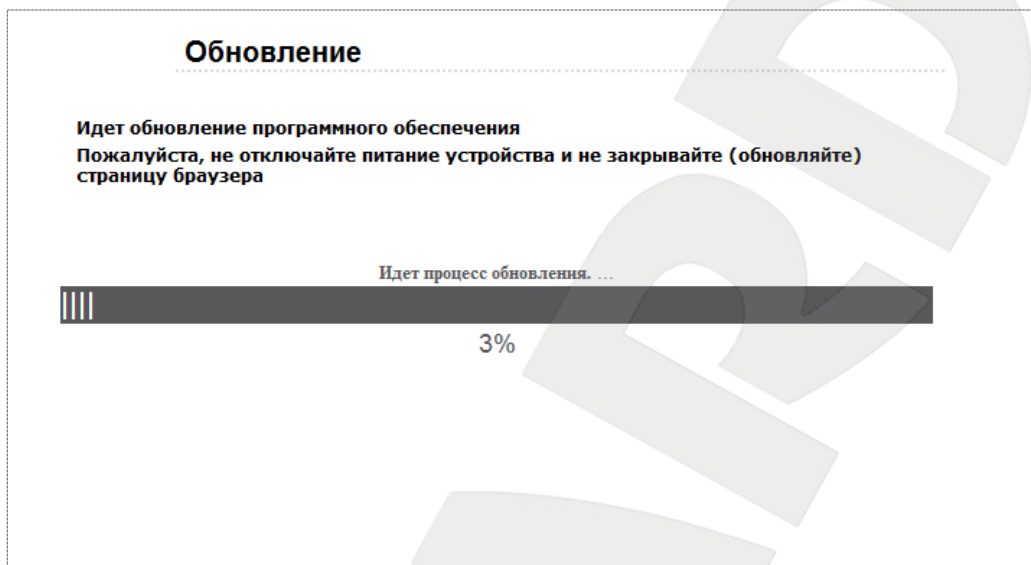 Обновление
Идет обновление программного обеспечения
Пожалуйста, не отключайте питание устройства и не закрывайте (обновляйте)
страницу браузера
Идет процесс обновления. ...
3%